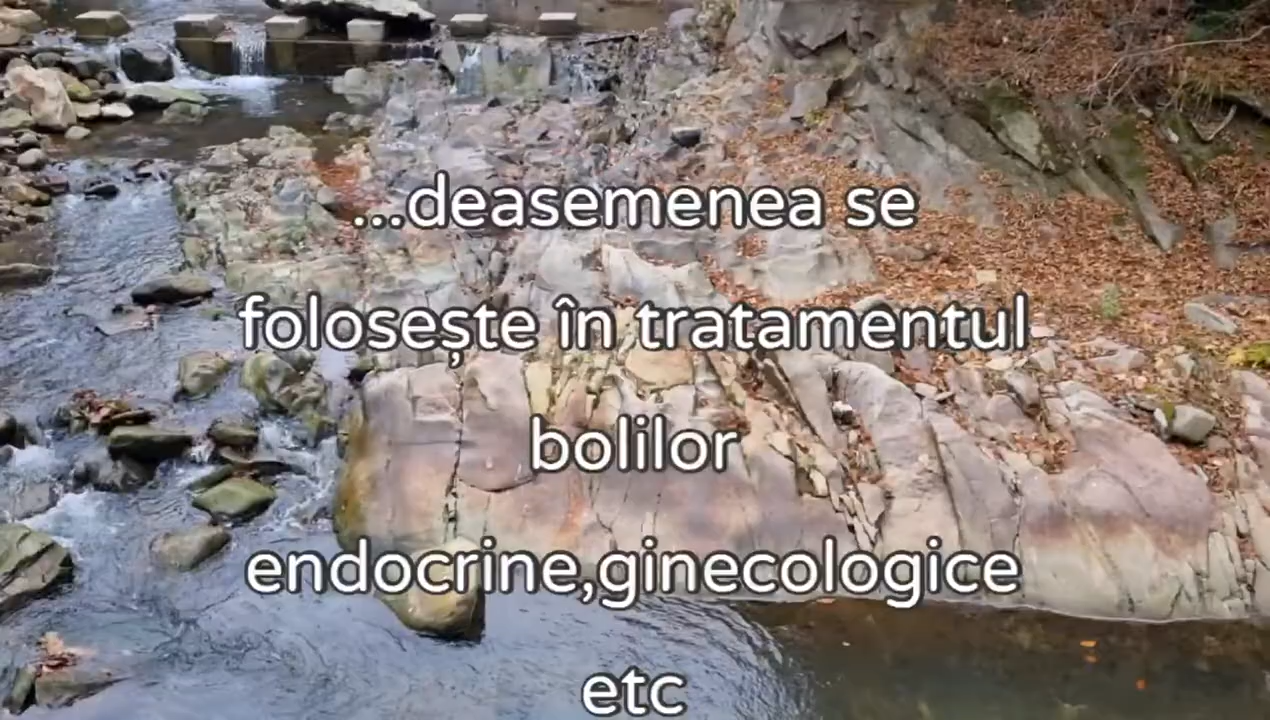 ...deasemenea se
folosește în tratamentul
bolilor
endocrine,ginecologice
etc